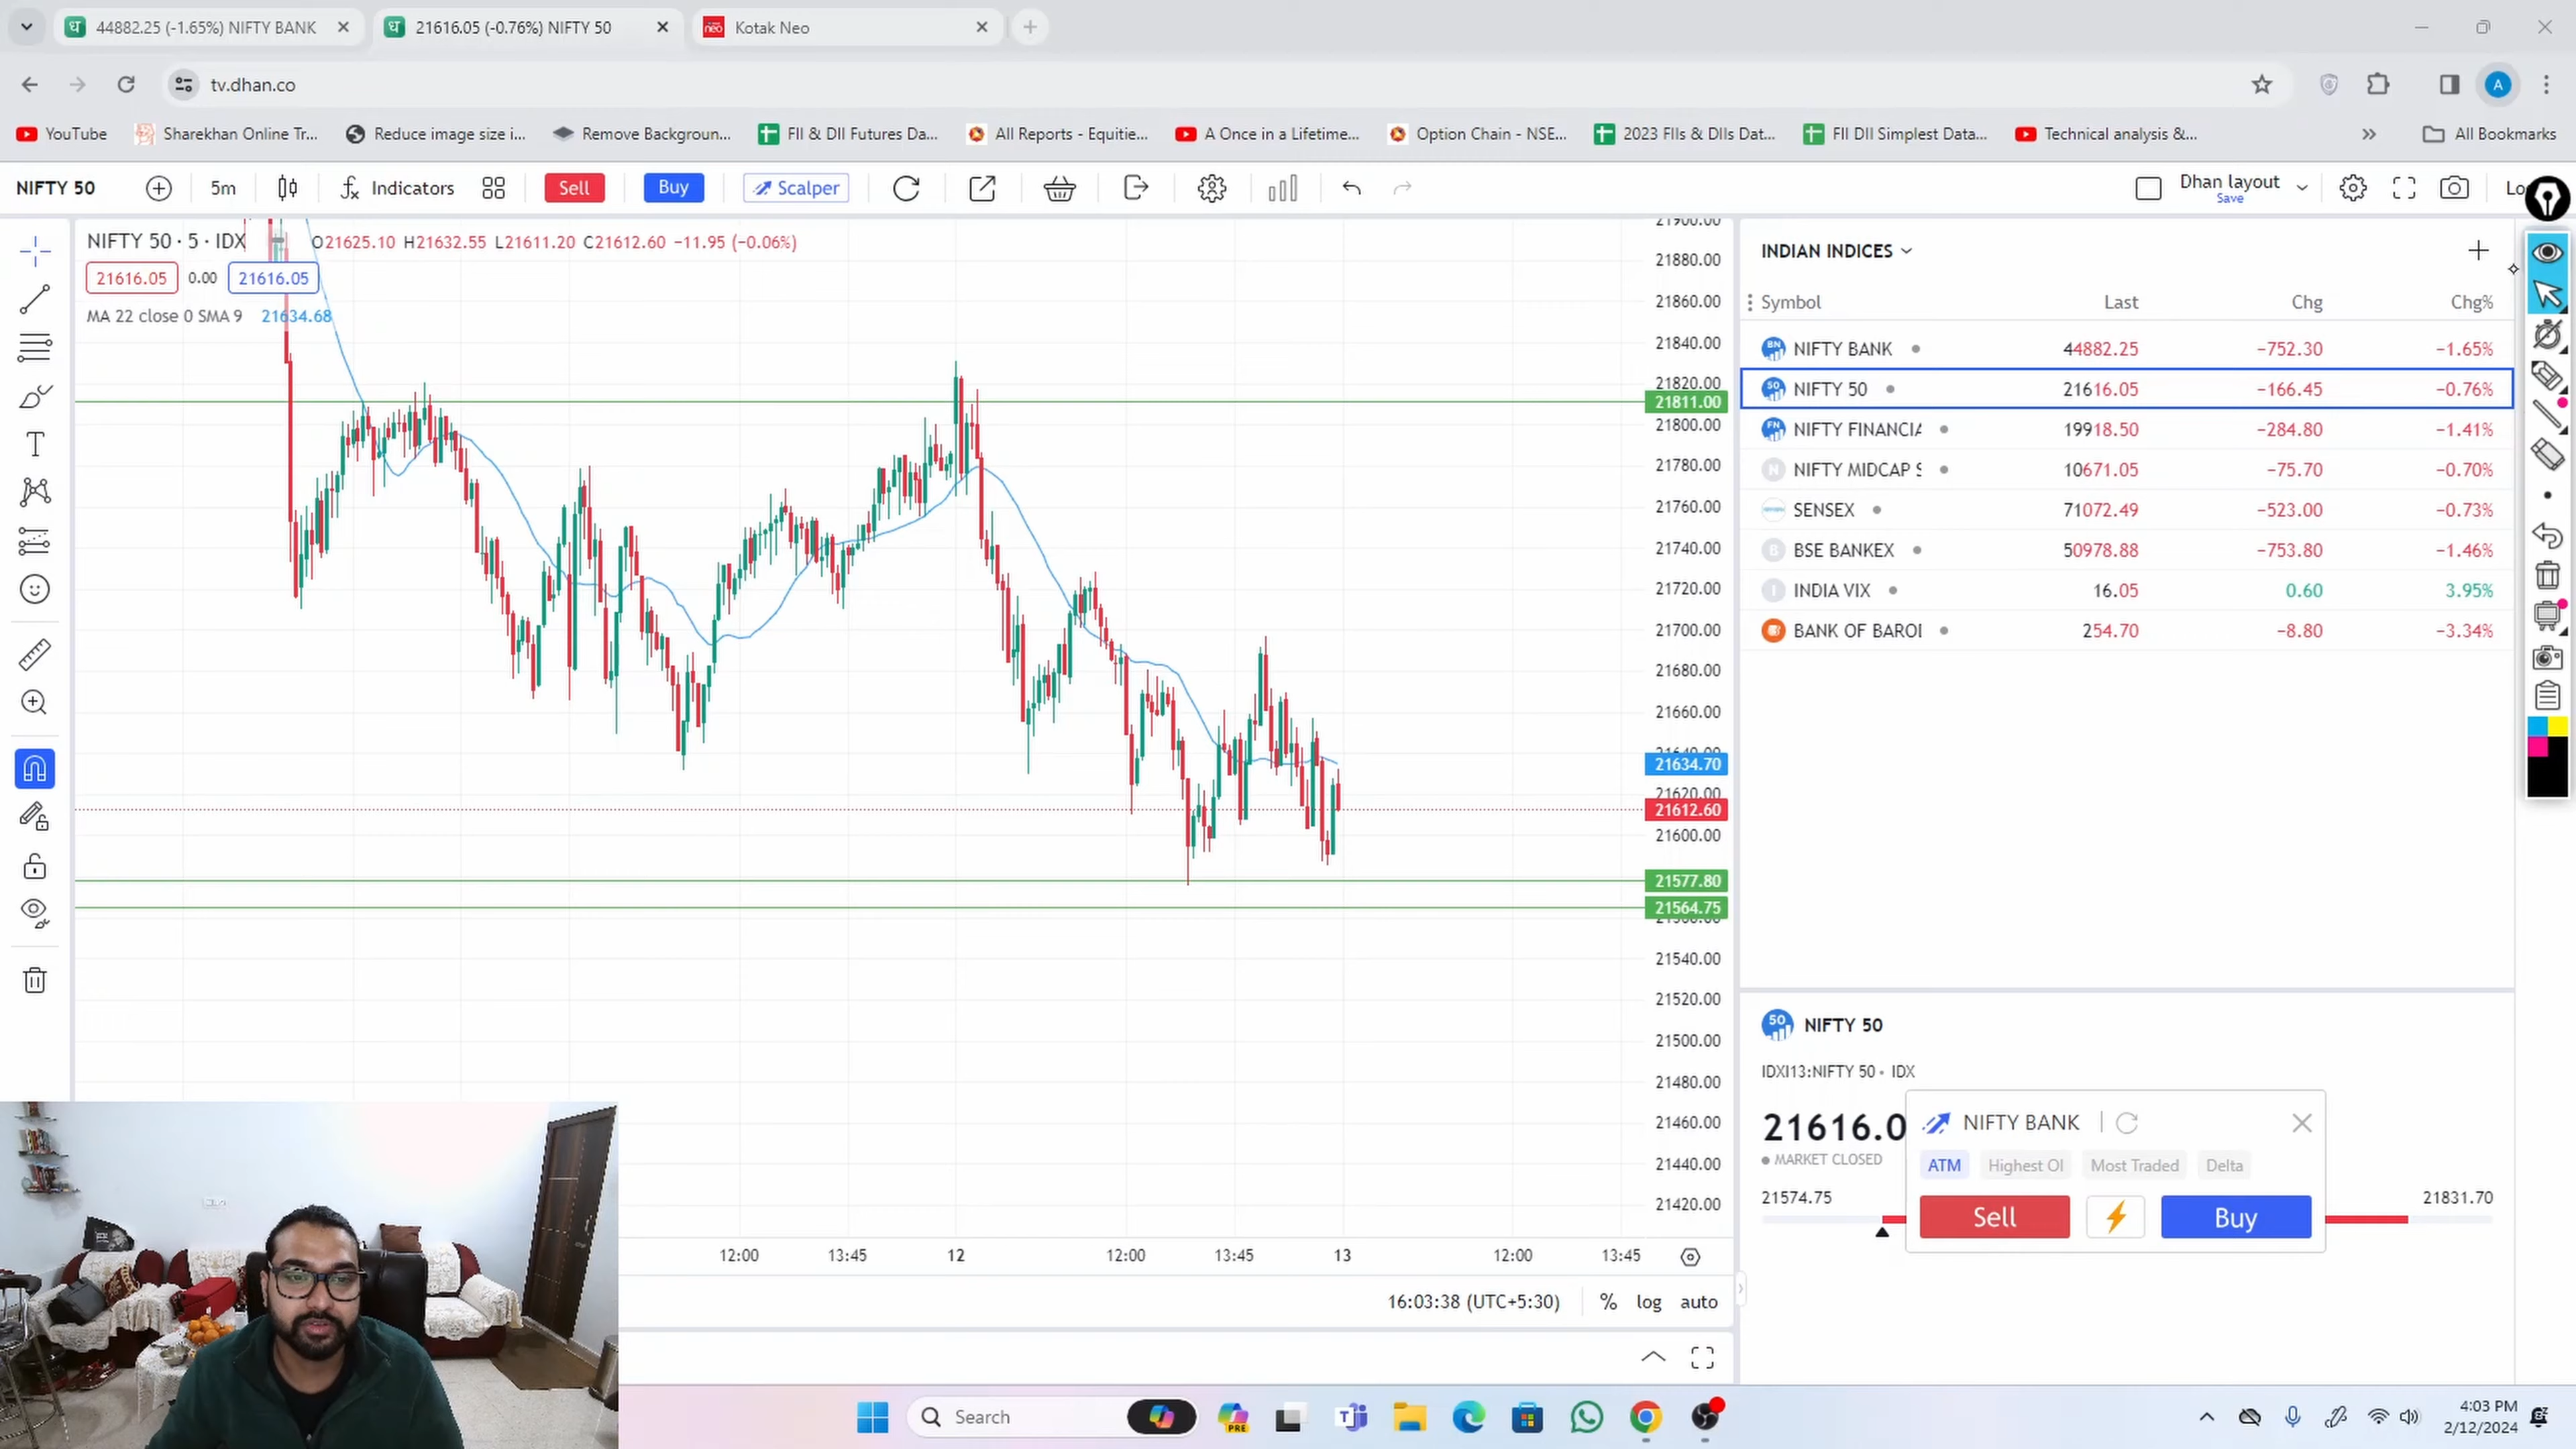 44882.25 (-1.65%) NIFTY BANK
21616.05 (-0.76%) NIFTY 50
neo Kotak Neo
tv.dhan.co
A
YouTube
Sharekhan Online Tr...
Reduce image size i...
Remove Backgroun...
FII & DII Futures Da...
All Reports - Equitie...
A Once in a Lifetime...
Option Chain - NSE...
2023 FIIs & DIIs Dat...
FII DII Simplest Data...
Technical analysis &...
All Bookmarks
NIFTY 50
5m
Indicators
Sell
Buy
Scalper
Dhan layout
Save
NIFTY 50 · 5 · IDX
O21625.10 H21632.55 L21611.20 C21612.60 −11.95 (−0.06%)
21616.05 0.00 21616.05
MA 22 close 0 SMA 9 21634.68
21900.00
21880.00
21860.00
21840.00
21820.00
21811.00
21800.00
21780.00
21760.00
21740.00
21720.00
21700.00
21680.00
21660.00
21640.00
21634.70
21620.00
21612.60
21600.00
21577.80
21564.75
21540.00
21520.00
21500.00
21480.00
21460.00
21440.00
21420.00
12:00 13:45 12 12:00 13:45 13 12:00 13:45
16:03:38 (UTC+5:30) % log auto
INDIAN INDICES
Symbol Last Chg Chg%
BN NIFTY BANK 44882.25 −752.30 −1.65%
50 NIFTY 50 21616.05 −166.45 −0.76%
FN NIFTY FINANCIA 19918.50 −284.80 −1.41%
N NIFTY MIDCAP S 10671.05 −75.70 −0.70%
SENSEX 71072.49 −523.00 −0.73%
B BSE BANKEX 50978.88 −753.80 −1.46%
I INDIA VIX 16.05 0.60 3.95%
BANK OF BAROI 254.70 −8.80 −3.34%
50 NIFTY 50
IDXI13:NIFTY 50 • IDX
21616.0
MARKET CLOSED
21574.75 21831.70
NIFTY BANK
ATM Highest OI Most Traded Delta
Sell Buy
Search
PRE
4:03 PM
2/12/2024